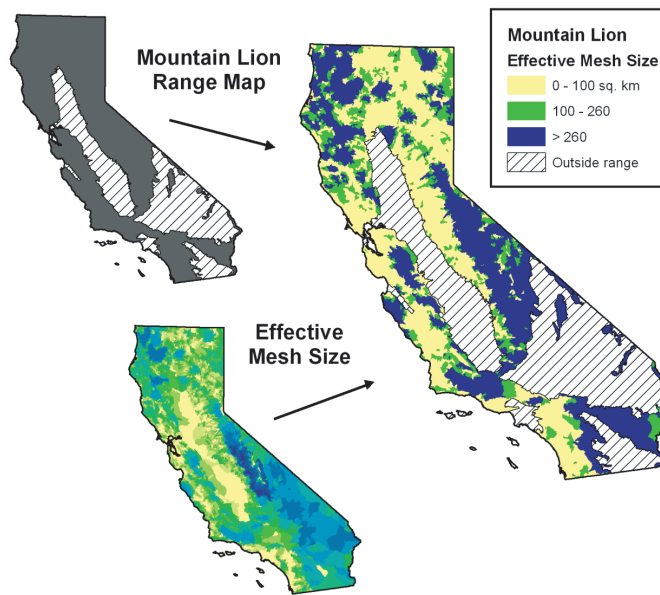 Mountain Lion
Range Map
Effective
Mesh Size
Mountain Lion
Effective Mesh Size
0 - 100 sq. km
100 - 260
> 260
Outside range